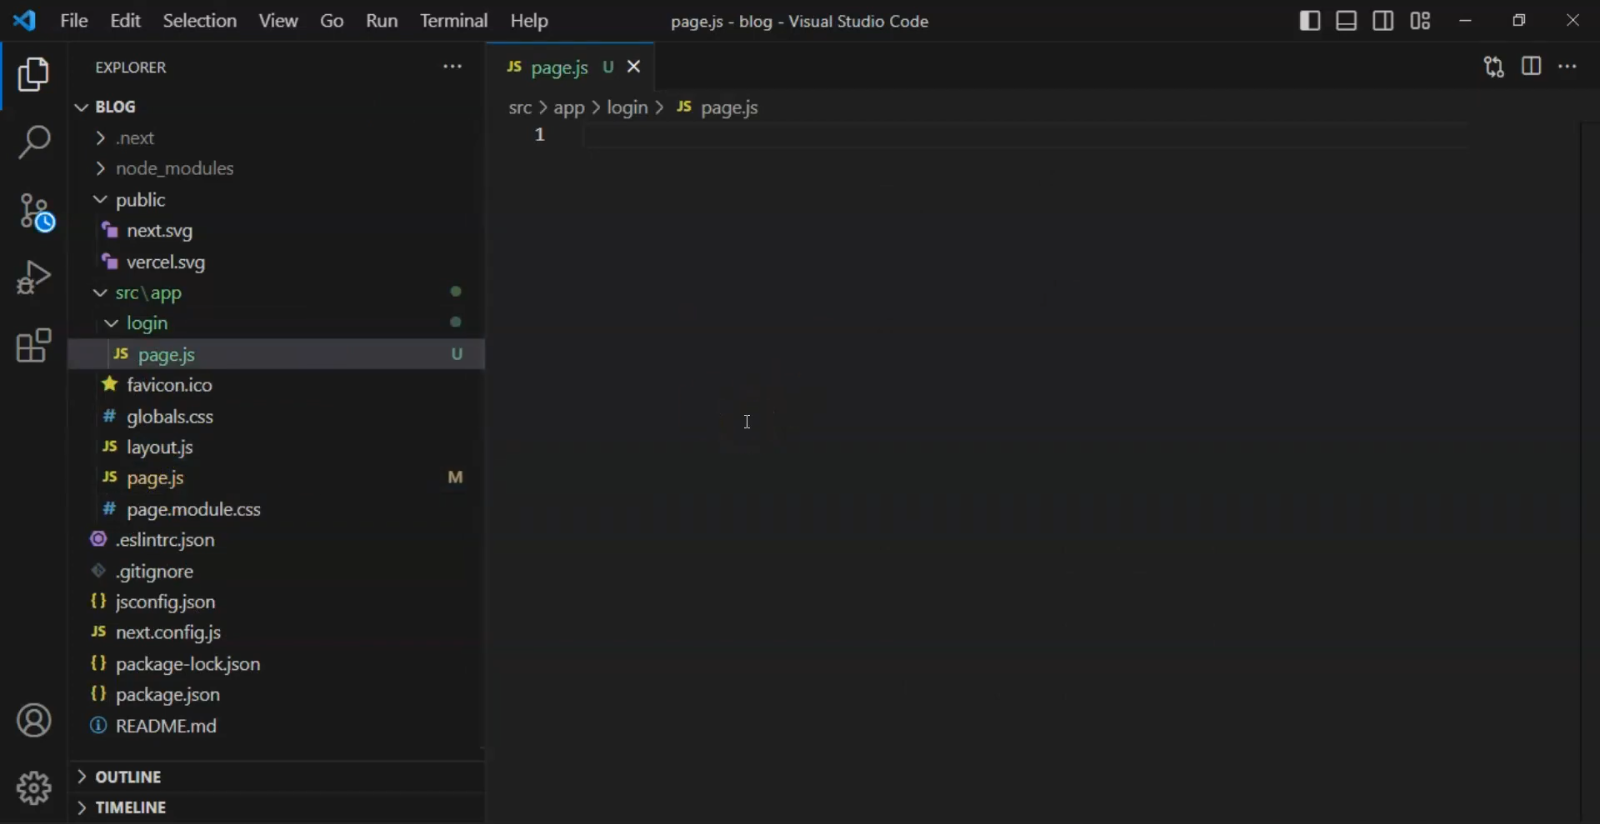 File Edit Selection View Go Run Terminal Help page.js - blog - Visual Studio Code
EXPLORER
BLOG
.next
node_modules
public
next.svg
vercel.svg
src\app
login
JS page.js U
favicon.ico
# globals.css
JS layout.js
JS page.js M
# page.module.css
.eslintrc.json
.gitignore
{} jsconfig.json
JS next.config.js
{} package-lock.json
{} package.json
README.md
OUTLINE
TIMELINE
JS page.js U
src > app > login > JS page.js
1